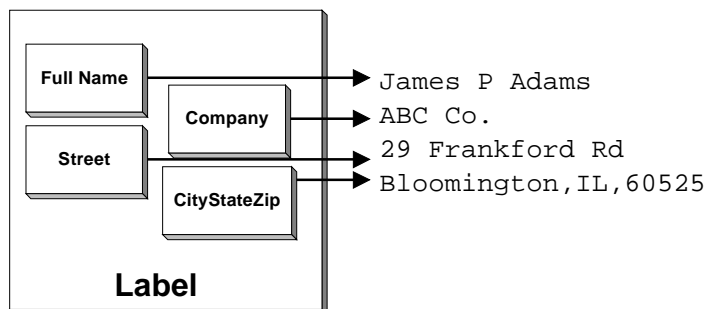 Full Name
James P Adams
Company
ABC Co.
Street
29 Frankford Rd
CityStateZip
Bloomington,IL,60525
Label